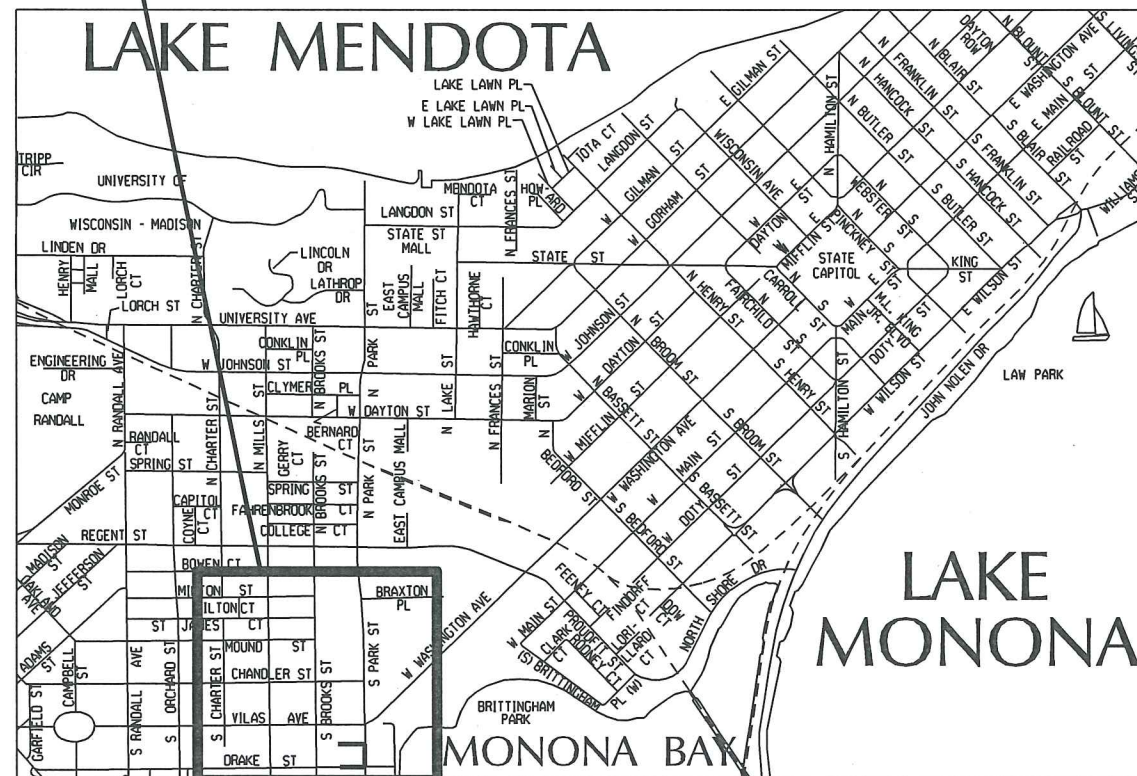 LAKE MENDOTA
LAKE LAWN PL
E LAKE LAWN PL
W LAKE LAWN PL
IOTA CT
LANGDON ST
E GILMAN ST
WISCONSIN AVE
N HAMILTON ST
N FRANKLIN ST
N HANCOCK ST
N BUTLER ST
N BLAIR ST
DAYTON ROW
N BLOUNT ST
E WASHINGTON AVE
S LIVING
E MAIN ST
S BLOUNT ST
S BLAIR ST
RAILROAD ST
S FRANKLIN ST
S HANCOCK ST
S BUTLER ST
WILLIAM
TRIPP CIR
UNIVERSITY OF
WISCONSIN - MADISON
MENDOTA CT
N FRANCES ST
HOW-
ARD
PL
LANGDON ST
STATE ST
MALL
W GILMAN ST
W GORHAM ST
W DAYTON ST
E MIFFLIN ST
N PINCKNEY ST
WEBSTER ST
STATE CAPITOL
KING ST
LINDEN DR
HENRY MALL
LORCH CT
N CHARTER ST
LINCOLN DR
LATHROP DR
STATE ST
EAST CAMPUS MALL
FITCH CT
HAWTHORNE CT
N HENRY ST
FAIRCHILD ST
CARROLL ST
E MAIN
M.L. KING JR. BLVD
E WILSON ST
LORCH ST
UNIVERSITY AVE
N PARK ST
ENGINEERING DR
CONKLIN PL
W JOHNSON ST
N BROOKS ST
CONKLIN PL
W JOHNSON ST
N BROOM ST
DOTY ST
W WILSON ST
JOHN NOLEN DR
LAW PARK
CAMP RANDALL
N RANDALL AVE
CLYMER PL
W DAYTON ST
N LAKE ST
N FRANCES ST
MARION ST
W DAYTON ST
N BASSETT ST
S HENRY ST
S HAMILTON ST
RANDALL CT
SPRING ST
N CHARTER ST
N MILLS ST
GERRY CT
BERNARD CT
N BROOKS ST
N PARK ST
EAST CAMPUS MALL
W MIFFLIN ST
BEDFORD ST
W WASHINGTON AVE
W MAIN ST
S BROOM ST
MONROE ST
CAPITOL CT
COYNE CT
SPRING ST
FAHRENBROOK CT
COLLEGE CT
S BEDFORD ST
W DOTY ST
S BASSETT ST
REGENT ST
MADISON ST
OAKLAND AVE
JEFFERSON ST
BOWEN CT
MILTON ST
MILTON CT
ST JAMES CT
BRAXTON PL
FEENEY CT
FINDORFF CT
DOW CT
NORTH SHORE DR
LAKE MONONA
ADAMS ST
CAMPBELL ST
S RANDALL AVE
S ORCHARD ST
MOUND ST
S CHARTER ST
CHANDLER ST
S BROOKS ST
S PARK ST
W WASHINGTON AVE
W MAIN ST
CLARK CT
PROUDFIT ST
RODNEY CT
LORI-
LLARD CT
(S) BRITTINGHAM PL (W)
GARFIELD ST
VILAS AVE
DRAKE ST
BRITTINGHAM PARK
MONONA BAY